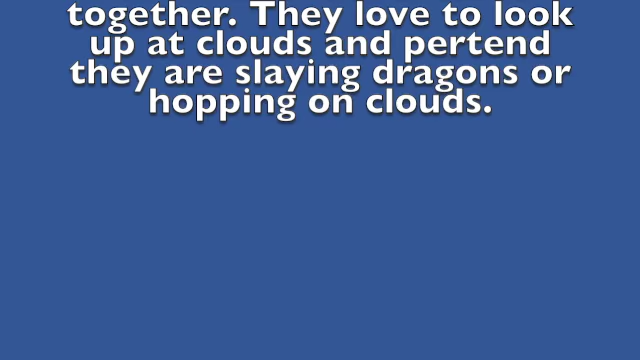 together. They love to look
up at clouds and pertend
they are slaying dragons or
hopping on clouds.